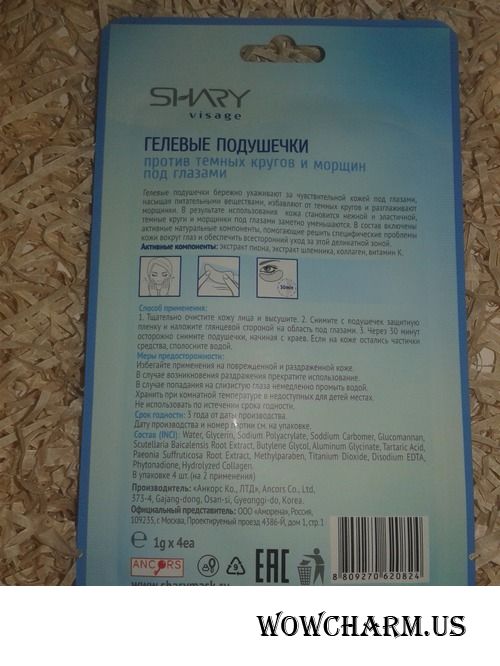 SHARY
visage
ГЕЛЕВЫЕ ПОДУШЕЧКИ
против темных кругов и морщин
под глазами
Гелевые подушечки бережно ухаживают за чувствительной кожей под глазами,
насыщая питательными веществами, избавляют от темных кругов и разглаживают
морщинки. В результате использования кожа становится нежной и эластичной,
темные круги и морщинки под глазами заметно уменьшаются. В состав включены
активные натуральные компоненты, помогающие решить специфические проблемы
кожи вокруг глаз и обеспечить всесторонний уход за этой деликатной зоной.
Активные компоненты: экстракт пиона, экстракт шлемника, коллаген, витамин К.
30мин
Способ применения:
1. Тщательно очистите кожу лица и высушите. 2. Снимите с подушечек защитную
пленку и наложите глянцевой стороной на область под глазами. 3. Через 30 минут
осторожно снимите подушечки, начиная с краев. Если на коже остались частички
средства, сполосните водой.
Меры предосторожности:
Избегайте применения на поврежденной и раздраженной коже.
В случае возникновения раздражения прекратите использование.
В случае попадания на слизистую глаза немедленно промыть водой.
Хранить при комнатной температуре в недоступных для детей местах.
Не использовать по истечении срока годности.
Срок годности: 3 года от даты производства.
Дату производства и номер партии см. на упаковке.
Состав (INCI): Water, Glycerin, Sodium Polyacrylate, Soddium Carbomer, Glucomannan,
Scutellaria Baicalensis Root Extract, Butylene Glycol, Aluminum Glycinate, Tartaric Acid,
Paeonia Suffruticosa Root Extract, Methylparaben, Titanium Dioxide, Disodium EDTA,
Phytonadione, Hydrolyzed Collagen.
В упаковке 4 шт. (на 2 применения)
Производитель: «Анкорс Ко., ЛТД», Ancors Co., Ltd,
373-4, Gajang-dong, Osan-si, Gyeonggi-do, Korea.
Официальный представитель: ООО «Аморена», Россия,
109235, г. Москва, Проектируемый проезд 4386-й, дом 1, стр.1
e 1g x 4ea
ANCORS
EAC
8 809270 620824
www.sharymask.ru
WOWCHARM.US